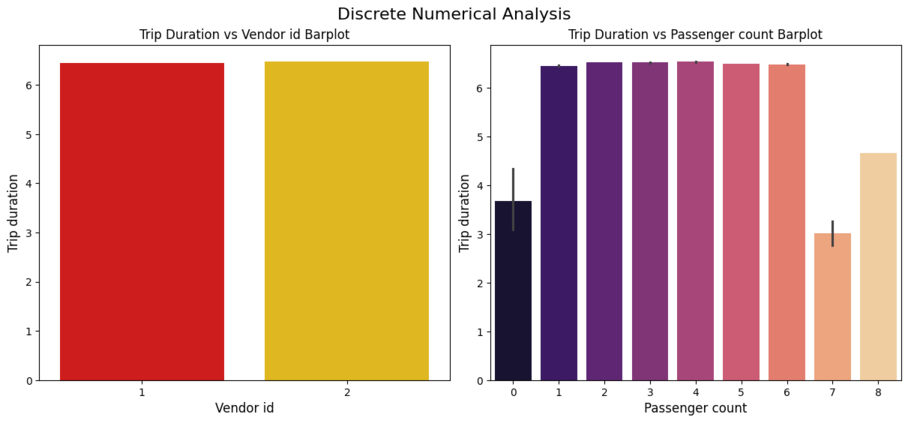 Discrete Numerical Analysis
Trip Duration vs Vendor id Barplot
Trip duration
6
5
4
3
2
1
0
1 2
Vendor id
Trip Duration vs Passenger count Barplot
Trip duration
6
5
4
3
2
1
0
0 1 2 3 4 5 6 7 8
Passenger count